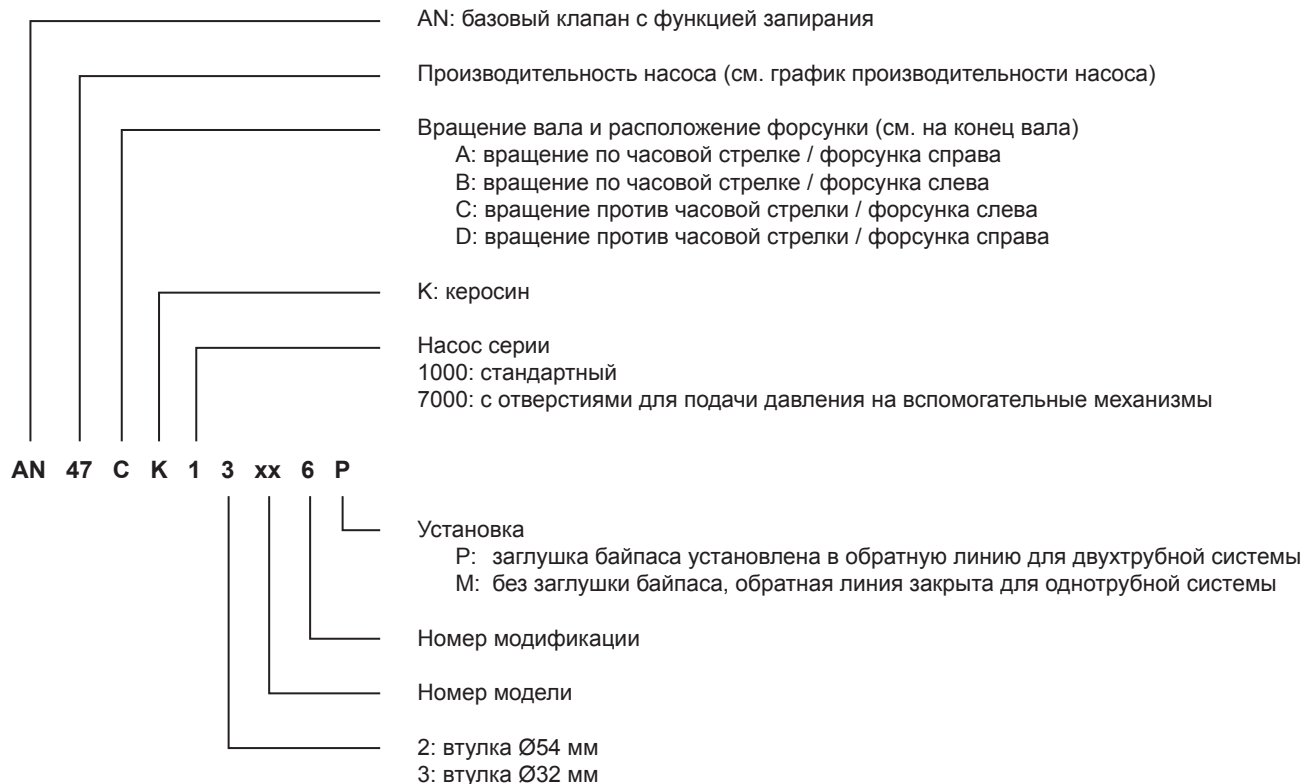 AN: базовый клапан с функцией запирания
Производительность насоса (см. график производительности насоса)
Вращение вала и расположение форсунки (см. на конец вала)
A: вращение по часовой стрелке / форсунка справа
B: вращение по часовой стрелке / форсунка слева
C: вращение против часовой стрелки / форсунка слева
D: вращение против часовой стрелки / форсунка справа
K: керосин
Насос серии
1000: стандартный
7000: с отверстиями для подачи давления на вспомогательные механизмы
AN 47 C K 1 3 xx 6 P
Установка
P: заглушка байпаса установлена в обратную линию для двухтрубной системы
M: без заглушки байпаса, обратная линия закрыта для однотрубной системы
Номер модификации
Номер модели
2: втулка Ø54 мм
3: втулка Ø32 мм